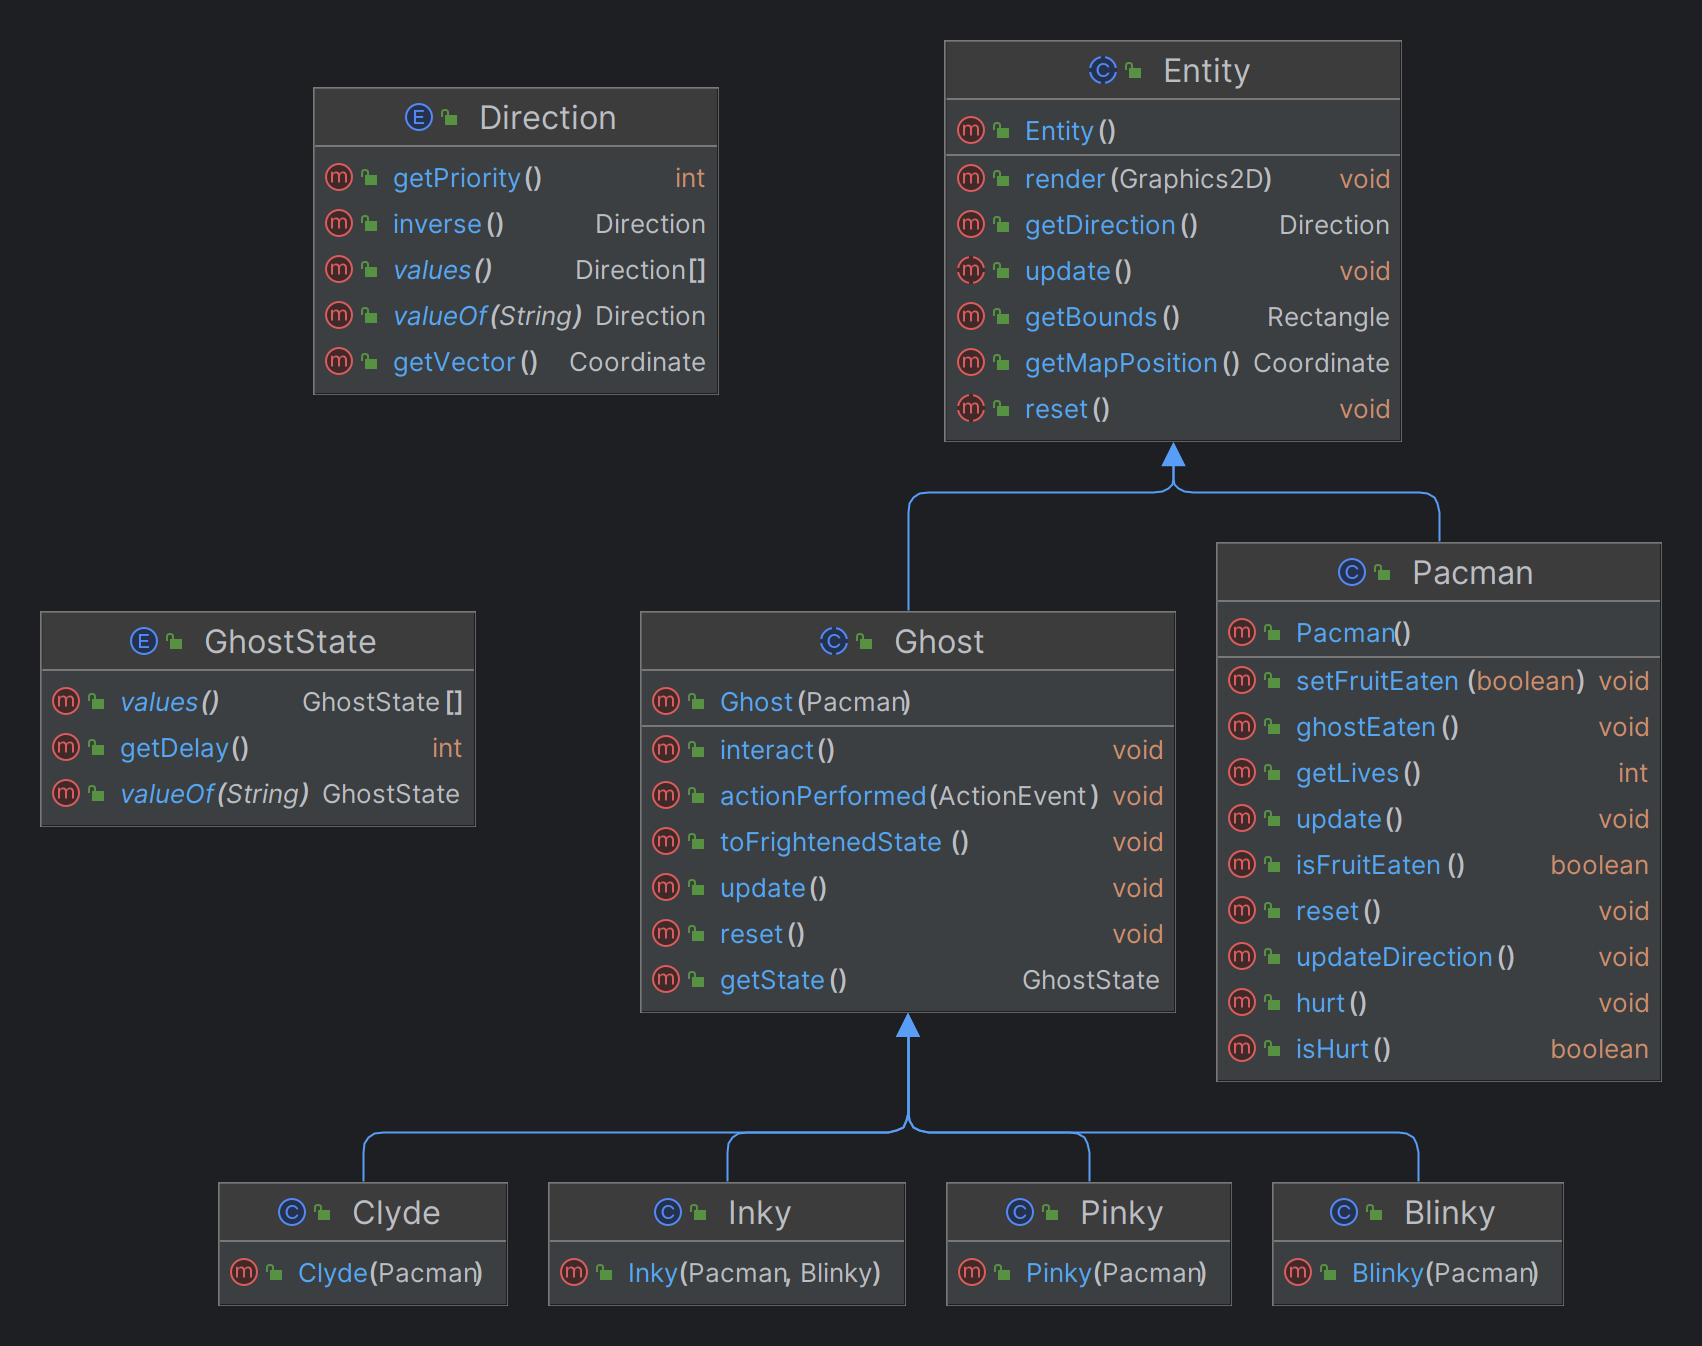 Direction
getPriority() int
inverse() Direction
values() Direction[]
valueOf(String) Direction
getVector() Coordinate
Entity
Entity()
render(Graphics2D) void
getDirection() Direction
update() void
getBounds() Rectangle
getMapPosition() Coordinate
reset() void
GhostState
values() GhostState[]
getDelay() int
valueOf(String) GhostState
Ghost
Ghost(Pacman)
interact() void
actionPerformed(ActionEvent) void
toFrightenedState() void
update() void
reset() void
getState() GhostState
Pacman
Pacman()
setFruitEaten(boolean) void
ghostEaten() void
getLives() int
update() void
isFruitEaten() boolean
reset() void
updateDirection() void
hurt() void
isHurt() boolean
Clyde
Clyde(Pacman)
Inky
Inky(Pacman, Blinky)
Pinky
Pinky(Pacman)
Blinky
Blinky(Pacman)